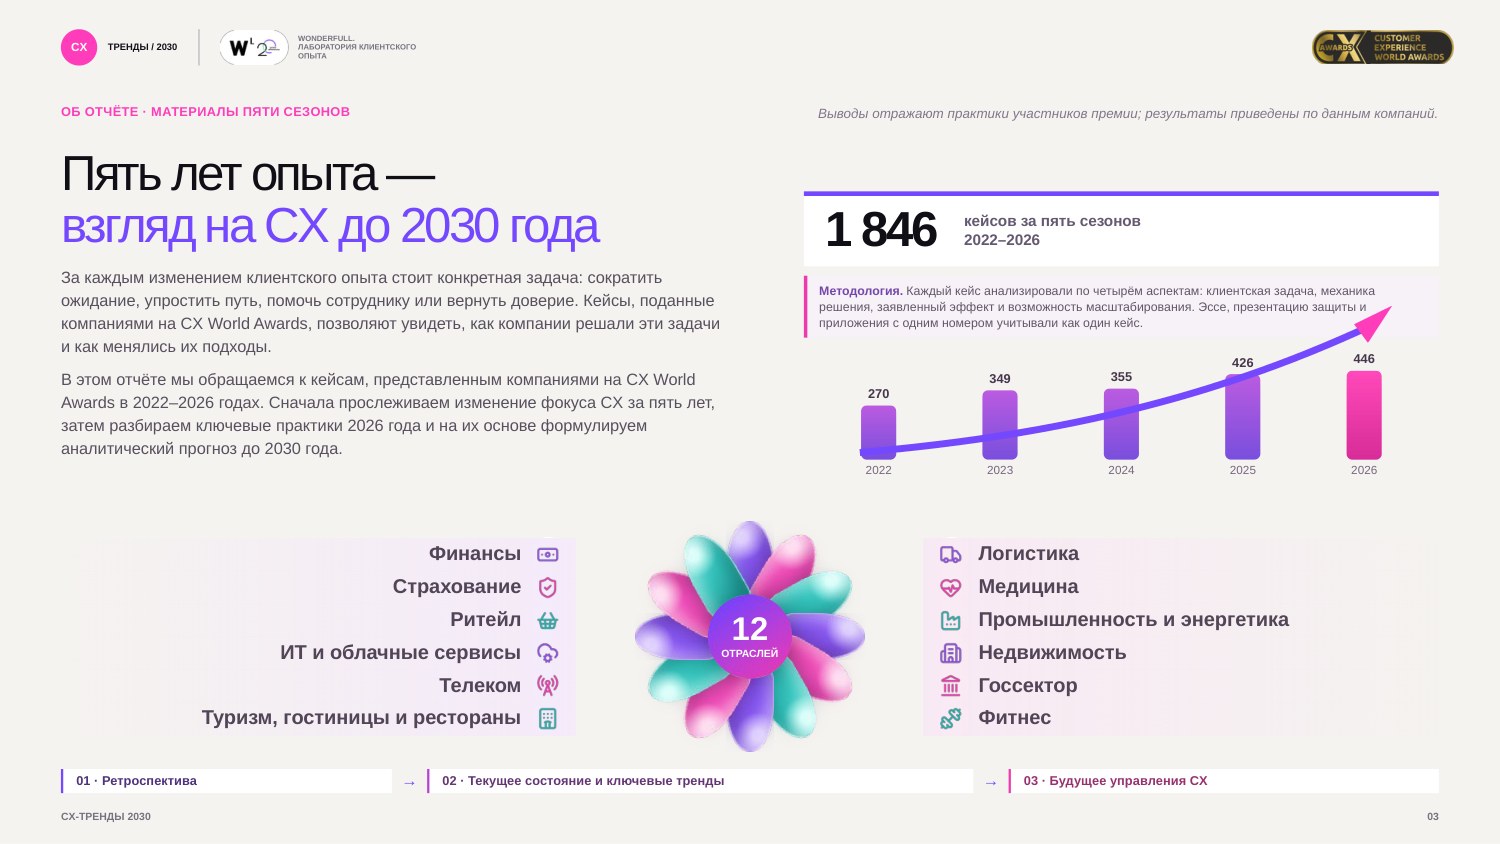 CX
ТРЕНДЫ / 2030
WONDERFULL.
ЛАБОРАТОРИЯ КЛИЕНТСКОГО
ОПЫТА
AWARDS CX
CUSTOMER
EXPERIENCE
WORLD AWARDS
ОБ ОТЧЁТЕ · МАТЕРИАЛЫ ПЯТИ СЕЗОНОВ
Выводы отражают практики участников премии; результаты приведены по данным компаний.
Пять лет опыта —
взгляд на CX до 2030 года
За каждым изменением клиентского опыта стоит конкретная задача: сократить
ожидание, упростить путь, помочь сотруднику или вернуть доверие. Кейсы, поданные
компаниями на CX World Awards, позволяют увидеть, как компании решали эти задачи
и как менялись их подходы.
В этом отчёте мы обращаемся к кейсам, представленным компаниями на CX World
Awards в 2022–2026 годах. Сначала прослеживаем изменение фокуса CX за пять лет,
затем разбираем ключевые практики 2026 года и на их основе формулируем
аналитический прогноз до 2030 года.
1 846
кейсов за пять сезонов
2022–2026
Методология. Каждый кейс анализировали по четырём аспектам: клиентская задача, механика
решения, заявленный эффект и возможность масштабирования. Эссе, презентацию защиты и
приложения с одним номером учитывали как один кейс.
270
349
355
426
446
2022
2023
2024
2025
2026
Финансы
Страхование
Ритейл
ИТ и облачные сервисы
Телеком
Туризм, гостиницы и рестораны
12
ОТРАСЛЕЙ
Логистика
Медицина
Промышленность и энергетика
Недвижимость
Госсектор
Фитнес
01 · Ретроспектива
→
02 · Текущее состояние и ключевые тренды
→
03 · Будущее управления CX
CX-ТРЕНДЫ 2030
03